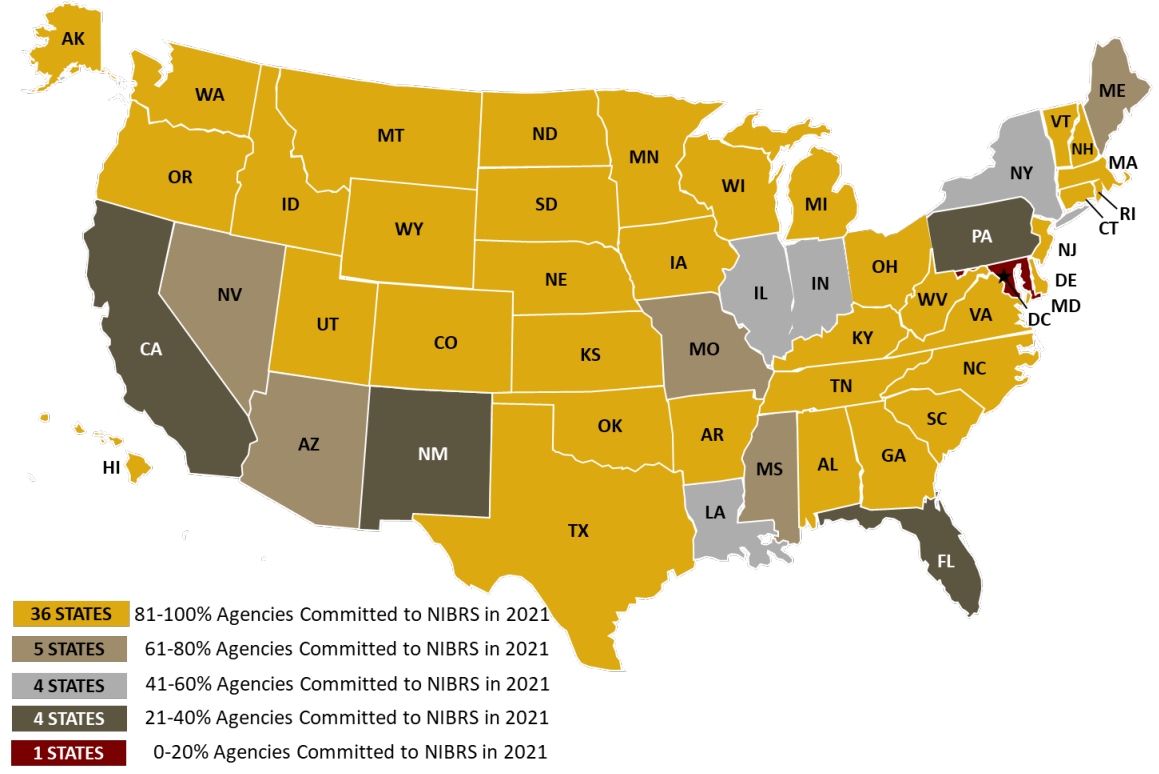 AK
WA
MT
ND
MN
ME
VT
NH
OR
ID
WY
SD
WI
MI
NY
MA
RI
CT
PA
NJ
NV
UT
CO
NE
IA
IL
IN
OH
WV
VA
DE
MD
DC
CA
KS
MO
KY
NC
TN
AZ
NM
OK
AR
SC
MS
AL
GA
HI
TX
LA
FL
36 STATES 81-100% Agencies Committed to NIBRS in 2021
5 STATES 61-80% Agencies Committed to NIBRS in 2021
4 STATES 41-60% Agencies Committed to NIBRS in 2021
4 STATES 21-40% Agencies Committed to NIBRS in 2021
1 STATES 0-20% Agencies Committed to NIBRS in 2021